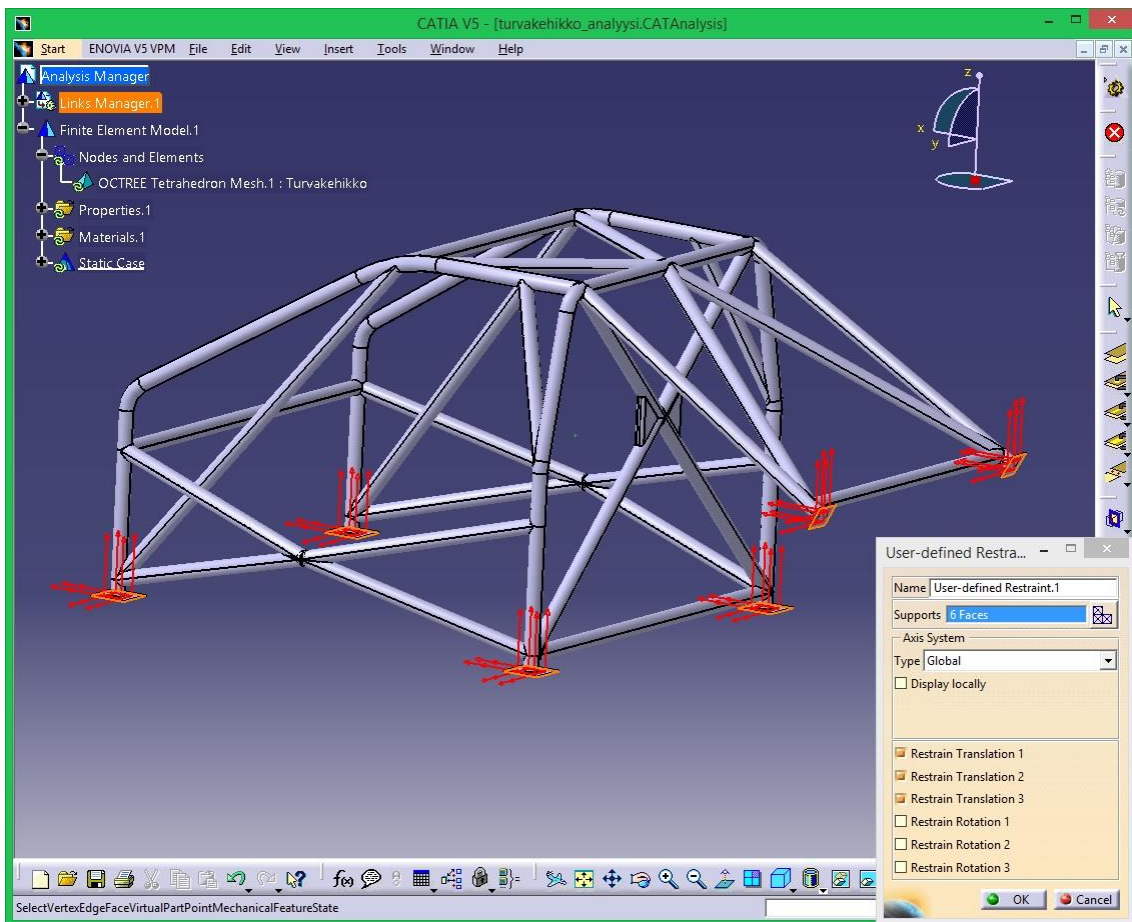 CATIA V5 - [turvakehikko_analyysi.CATAnalysis]
Start ENOVIA V5 VPM File Edit View Insert Tools Window Help
Analysis Manager
Links Manager.1
Finite Element Model.1
Nodes and Elements
OCTREE Tetrahedron Mesh.1 : Turvakehikko
Properties.1
Materials.1
Static Case
z
x
y
User-defined Restra...
Name User-defined Restraint.1
Supports 6 Faces
Axis System
Type Global
Display locally
Restrain Translation 1
Restrain Translation 2
Restrain Translation 3
Restrain Rotation 1
Restrain Rotation 2
Restrain Rotation 3
OK Cancel
f(x)
SelectVertexEdgeFaceVirtualPartPointMechanicalFeatureState